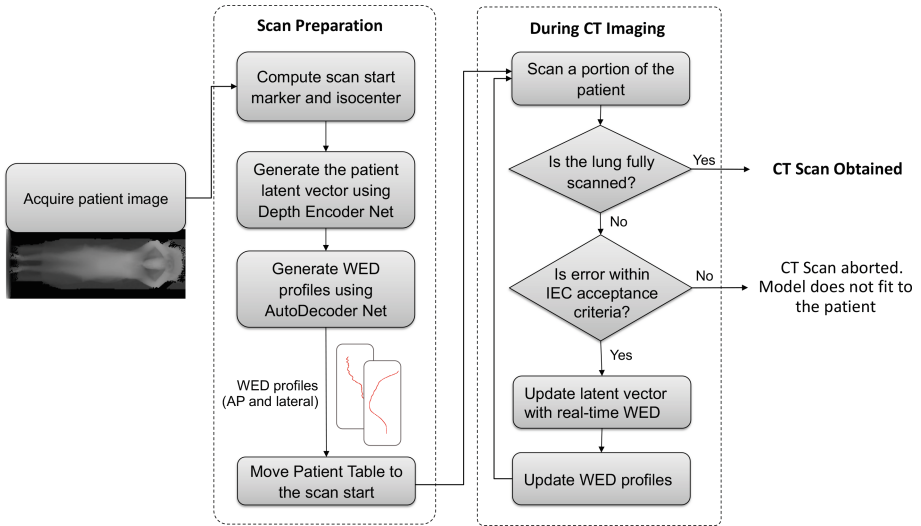 Acquire patient image
Scan Preparation
Compute scan start
marker and isocenter
Generate the patient
latent vector using
Depth Encoder Net
Generate WED
profiles using
AutoDecoder Net
WED profiles
(AP and lateral)
Move Patient Table to
the scan start
During CT Imaging
Scan a portion of the
patient
Is the lung fully
scanned?
Yes
CT Scan Obtained
No
Is error within
IEC acceptance
criteria?
No
CT Scan aborted.
Model does not fit to
the patient
Yes
Update latent vector
with real-time WED
Update WED profiles